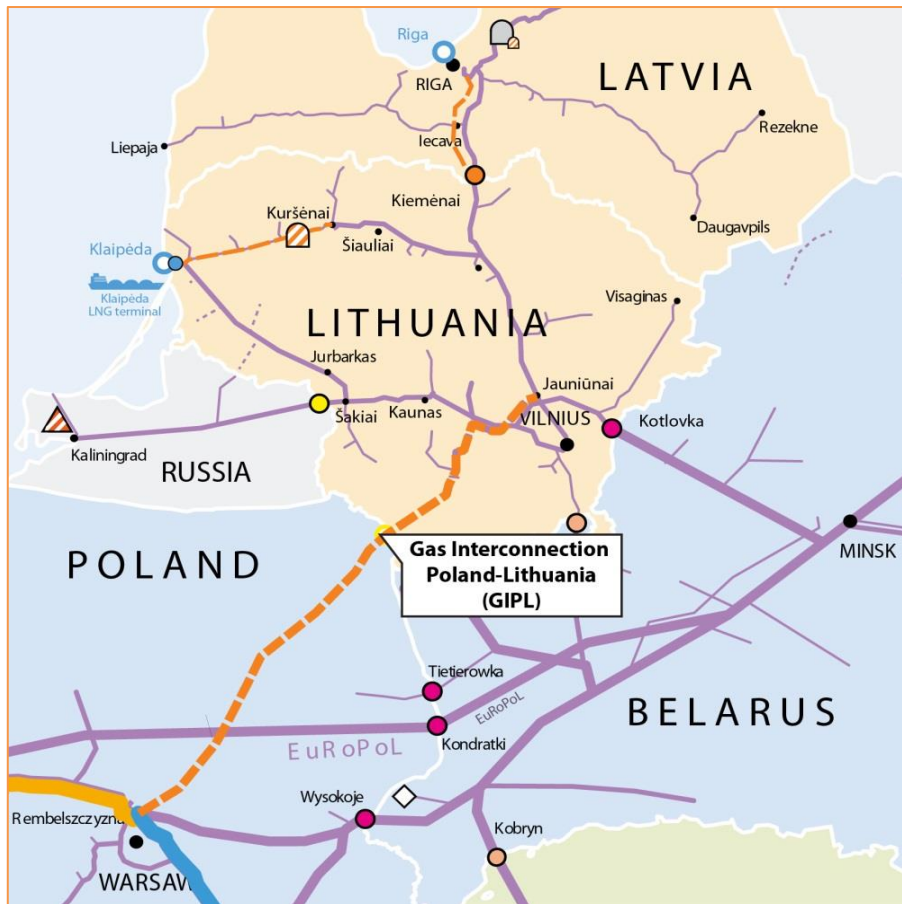 Riga
RIGA
LATVIA
Iecava
Rezekne
Liepaja
Kiemėnai
Daugavpils
Kuršėnai
Šiauliai
Klaipėda
Klaipėda
LNG terminal
Visaginas
LITHUANIA
Jurbarkas
Jauniūnai
Šakiai
Kaunas
VILNIUS
Kotlovka
Kaliningrad
RUSSIA
POLAND
Gas Interconnection
Poland-Lithuania
(GIPL)
MINSK
Tietierowka
EuRoPoL
BELARUS
EuRoPoL
Kondratki
Wysokoje
Rembelszczyzna
Kobryn
WARSAW